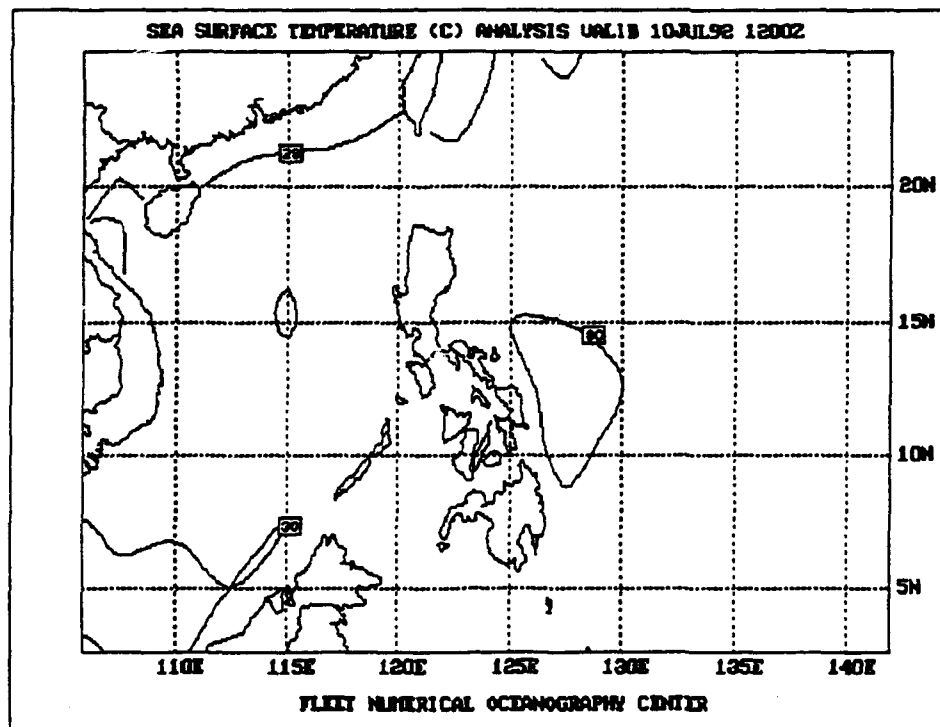 SEA SURFACE TEMPERATURE (C) ANALYSIS VALID 10JUL92 1200Z
28
20N
15N
30
10N
30
5N
110E 115E 120E 125E 130E 135E 140E
FLEET NUMERICAL OCEANOGRAPHY CENTER